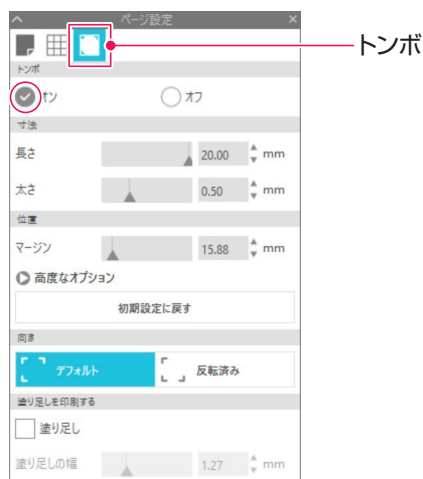 ページ設定
トンボ
トンボ
オン オフ
寸法
長さ 20.00 mm
太さ 0.50 mm
位置
マージン 15.88 mm
高度なオプション
初期設定に戻す
向き
デフォルト 反転済み
塗り足しを印刷する
塗り足し
塗り足しの幅 1.27 mm